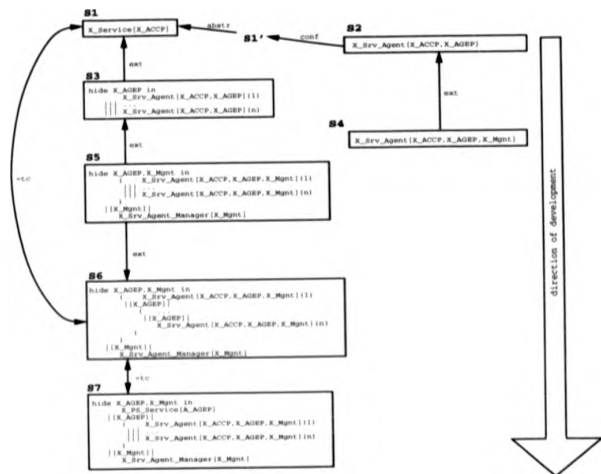 S1
X_Service[X_ACCP]
abstr
S1'
conf
S2
X_Srv_Agent[X_ACCP,X_AGEP]
ext
S3
hide X_AGEP in
X_Srv_Agent[X_ACCP,X_AGEP](1)
||| ...
||| X_Srv_Agent[X_ACCP,X_AGEP](n)
ext
S4
X_Srv_Agent[X_ACCP,X_AGEP,X_Mgnt]
ext
S5
hide X_AGEP,X_Mgnt in
( X_Srv_Agent[X_ACCP,X_AGEP,X_Mgnt](1)
||| ...
||| X_Srv_Agent[X_ACCP,X_AGEP,X_Mgnt](n)
)
|[X_Mgnt]|
X_Srv_Agent_Manager[X_Mgnt]
~tc
ext
S6
hide X_AGEP,X_Mgnt in
( X_Srv_Agent[X_ACCP,X_AGEP,X_Mgnt](1)
|[X_AGEP]|
(
|[X_AGEP]|
X_Srv_Agent[X_ACCP,X_AGEP,X_Mgnt](n)
)
)
|[X_Mgnt]|
X_Srv_Agent_Manager[X_Mgnt]
~tc
S7
hide X_AGEP,X_Mgnt in
X_PS_Service[A_AGEP]
|[X_AGEP]|
( X_Srv_Agent[X_ACCP,X_AGEP,X_Mgnt](1)
||| ...
||| X_Srv_Agent[X_ACCP,X_AGEP,X_Mgnt](n)
)
|[X_Mgnt]|
X_Srv_Agent_Manager[X_Mgnt]
direction of development